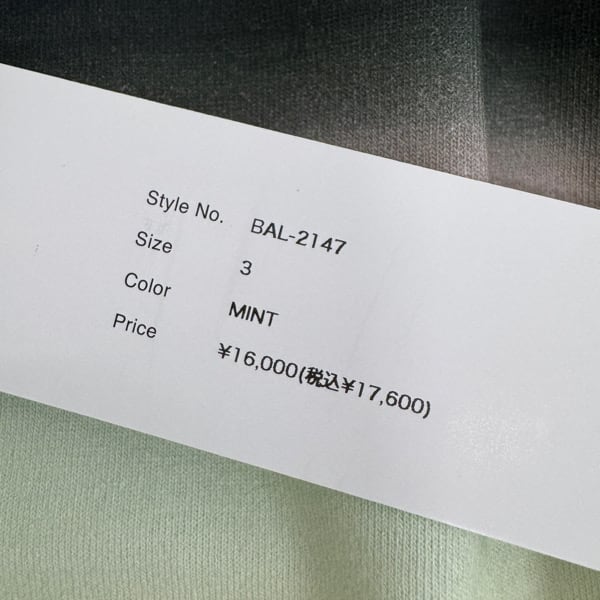 Style No. BAL-2147
Size 3
Color MINT
Price ¥16,000(税込¥17,600)